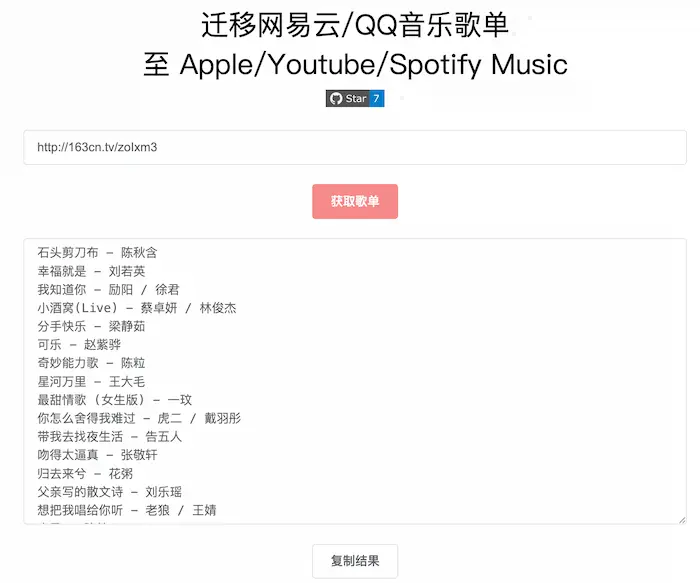 迁移网易云/QQ音乐歌单
至 Apple/Youtube/Spotify Music
Star 7
http://163cn.tv/zoIxm3
获取歌单
石头剪刀布 – 陈秋含
幸福就是 – 刘若英
我知道你 – 励阳 / 徐君
小酒窝(Live) – 蔡卓妍 / 林俊杰
分手快乐 – 梁静茹
可乐 – 赵紫骅
奇妙能力歌 – 陈粒
星河万里 – 王大毛
最甜情歌 (女生版) – 一玟
你怎么舍得我难过 – 虎二 / 戴羽彤
带我去找夜生活 – 告五人
吻得太逼真 – 张敬轩
归去来兮 – 花粥
父亲写的散文诗 – 刘乐瑶
想把我唱给你听 – 老狼 / 王婧
复制结果